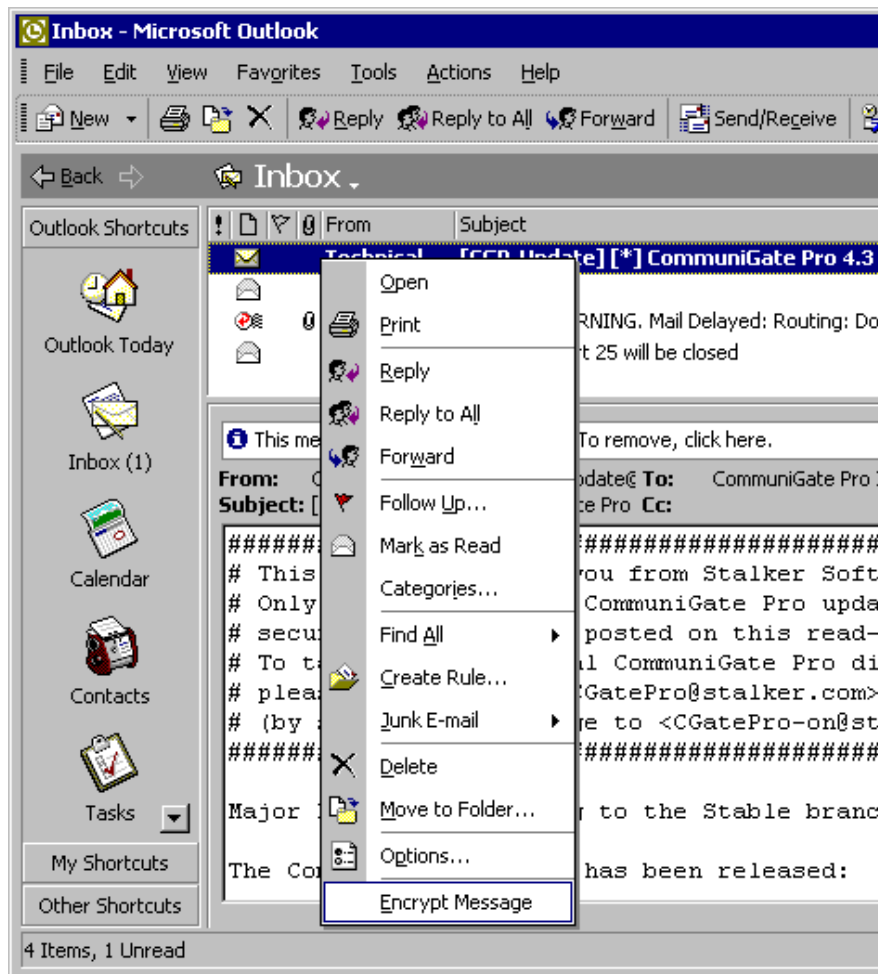 Inbox - Microsoft Outlook
File Edit View Favorites Tools Actions Help
New Reply Reply to All Forward Send/Receive
Back Inbox
Outlook Shortcuts ! From Subject
Technical [CGP-Update] [*] CommuniGate Pro 4.3
Open
Print RNING. Mail Delayed: Routing: Do
Outlook Today t 25 will be closed
Reply
Reply to All
This me To remove, click here.
Inbox (1) Forward
From: pdate@ To: CommuniGate Pro
Subject: [ te Pro Cc:
Follow Up...
####### ####################
Mark as Read
# This you from Stalker Soft
Calendar
Categories...
# Only CommuniGate Pro upda
# secu posted on this read-
Find All
# To ta l CommuniGate Pro di
Create Rule...
Contacts # plea CGatePro@stalker.com>
# (by ge to <CGatePro-on@st
Junk E-mail
####### ####################
Delete
Tasks Major to the Stable branc
Move to Folder...
My Shortcuts
Options...
The Co has been released:
Other Shortcuts
Encrypt Message
4 Items, 1 Unread